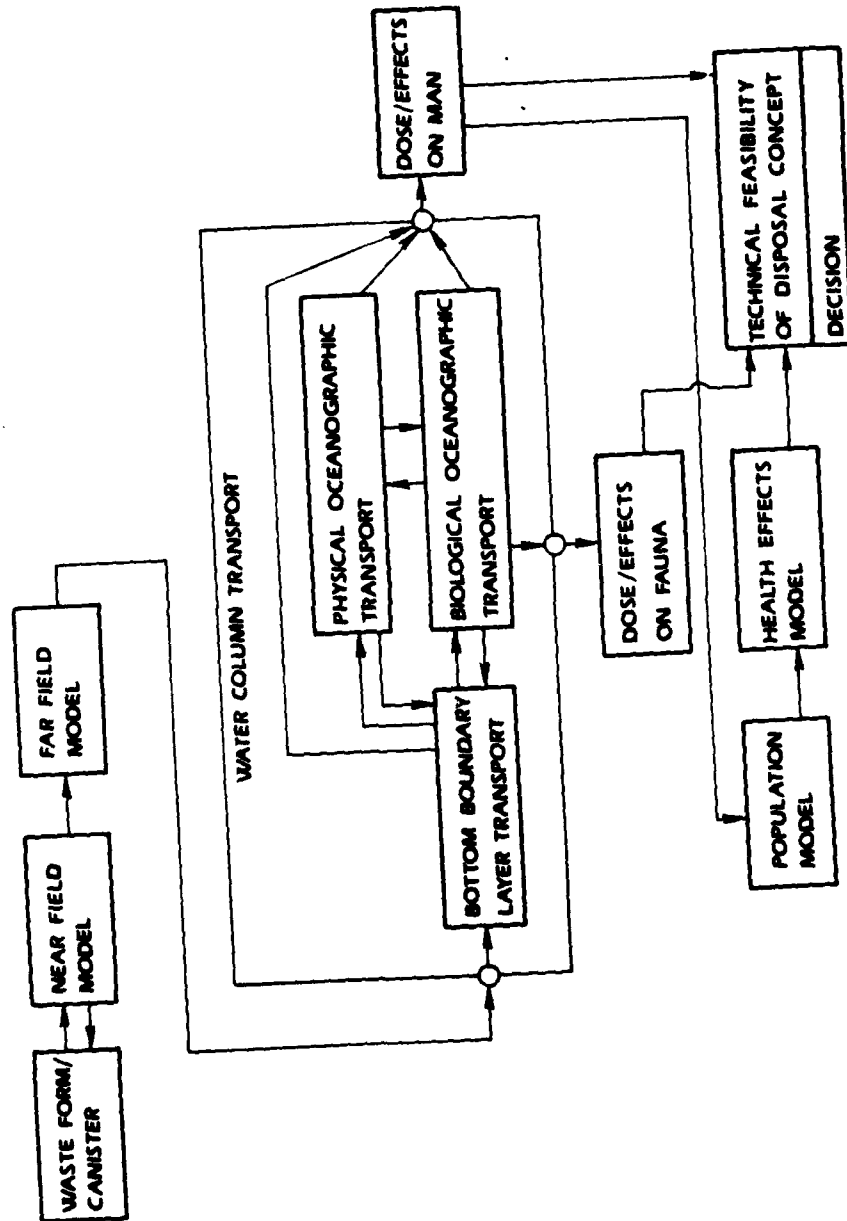 WASTE FORM/
CANISTER
NEAR FIELD
MODEL
FAR FIELD
MODEL
WATER COLUMN TRANSPORT
BOTTOM BOUNDARY
LAYER TRANSPORT
PHYSICAL OCEANOGRAPHIC
TRANSPORT
BIOLOGICAL OCEANOGRAPHIC
TRANSPORT
DOSE/EFFECTS
ON MAN
DOSE/EFFECTS
ON FAUNA
POPULATION
MODEL
HEALTH EFFECTS
MODEL
TECHNICAL FEASIBILITY
OF DISPOSAL CONCEPT
DECISION